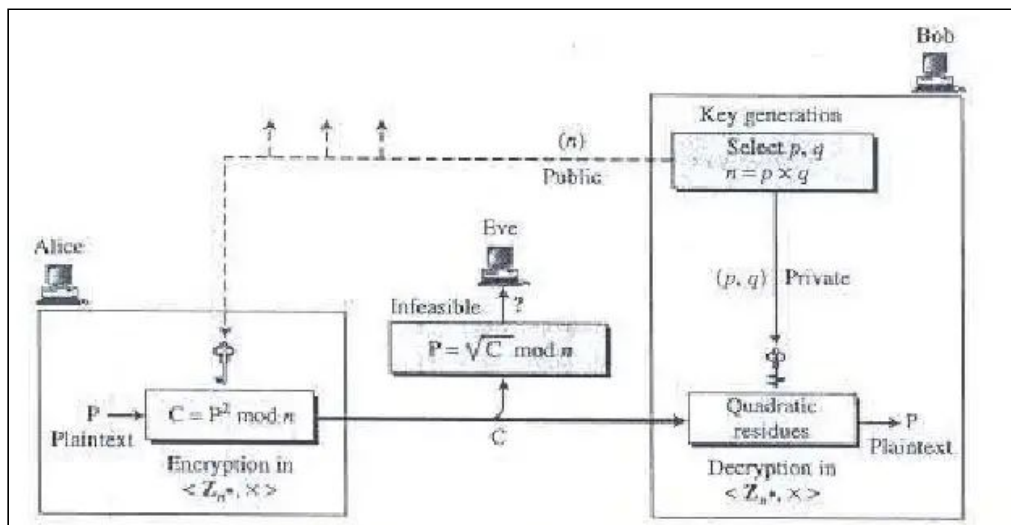 Bob
Key generation
Select p, q
n = p × q
(n)
Public
Eve
Alice
(p, q) Private
Infeasible ?
P = √C mod n
P
Plaintext
C = P² mod n
C
Quadratic
residues
P
Plaintext
Encryption in
< Zn*, × >
Decryption in
< Zn*, × >